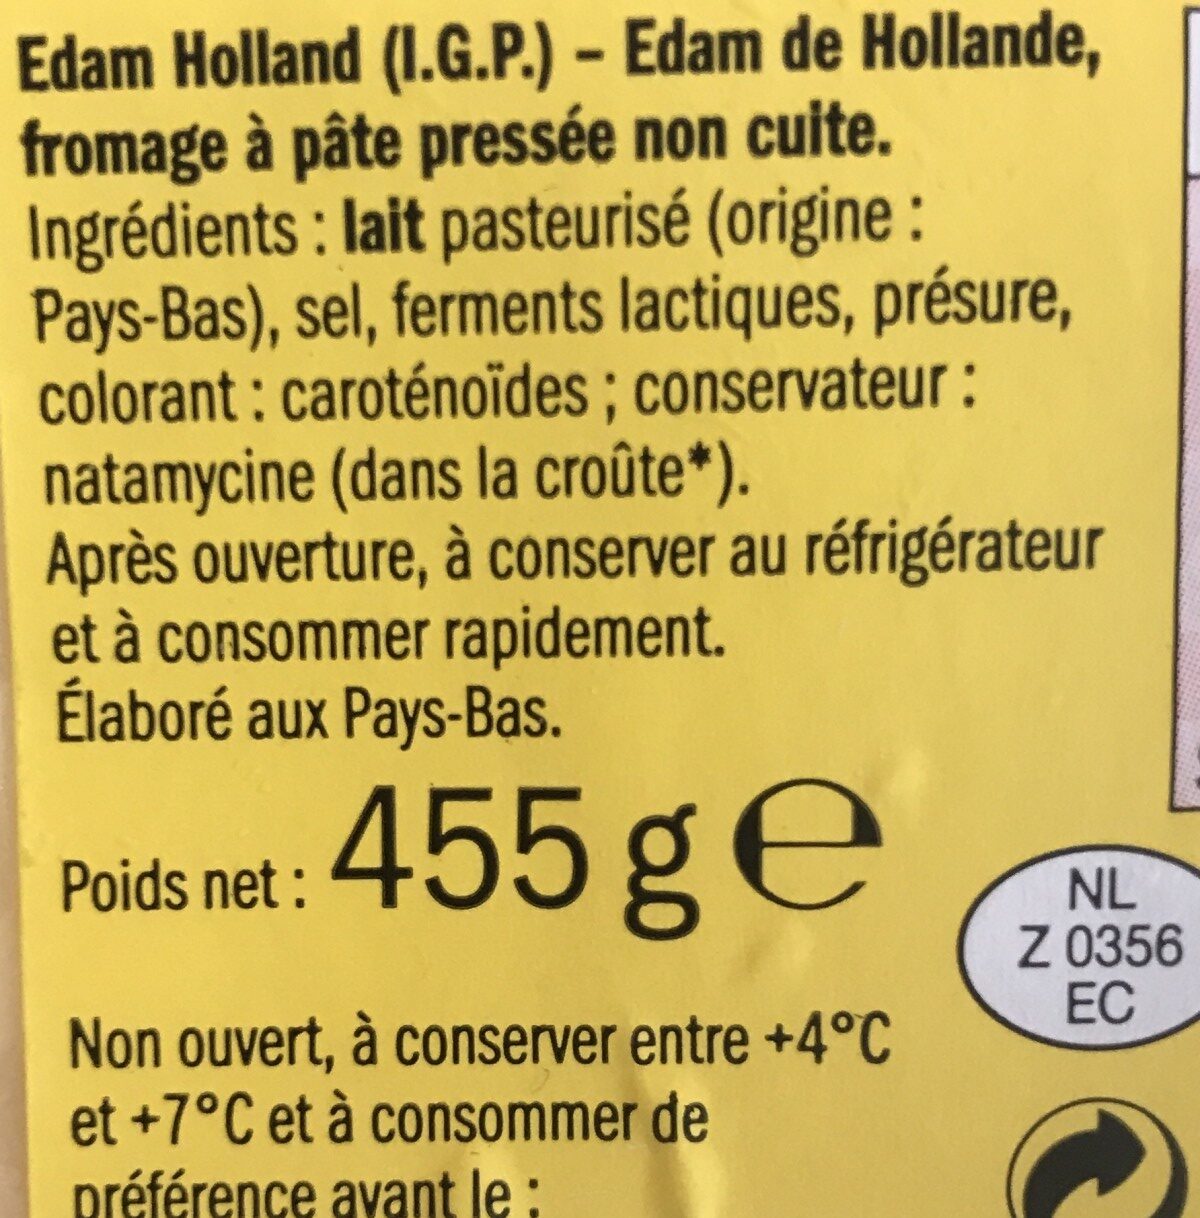 Edam Holland (I.G.P.) – Edam de Hollande,
fromage à pâte pressée non cuite.
Ingrédients : lait pasteurisé (origine :
Pays-Bas), sel, ferments lactiques, présure,
colorant : caroténoïdes ; conservateur :
natamycine (dans la croûte*).
Après ouverture, à conserver au réfrigérateur
et à consommer rapidement.
Élaboré aux Pays-Bas.
Poids net : 455 g e
NL
Z 0356
EC
Non ouvert, à conserver entre +4°C
et +7°C et à consommer de
préférence avant le :